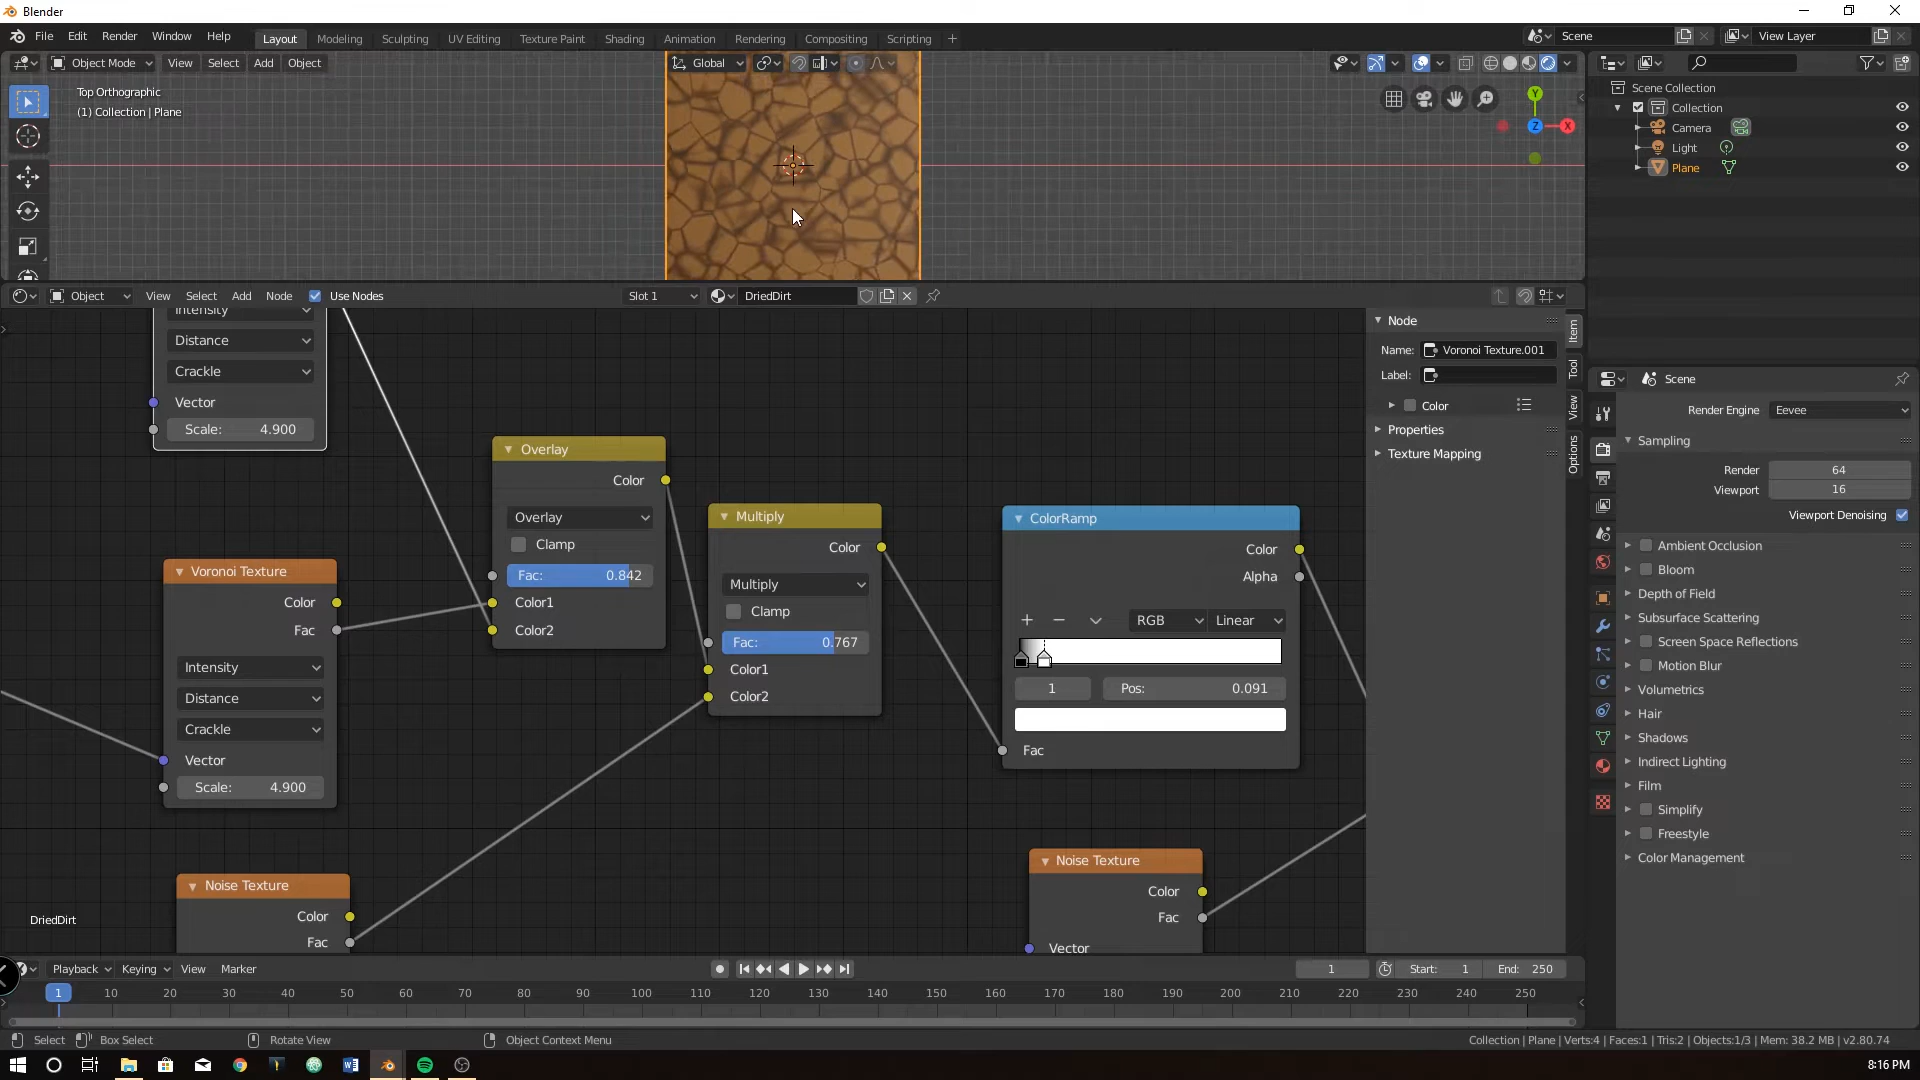 Blender
File Edit Render Window Help Layout Modeling Sculpting UV Editing Texture Paint Shading Animation Rendering Compositing Scripting + Scene View Layer
Object Mode View Select Add Object Global
Top Orthographic
(1) Collection | Plane
Y
Z X
Scene Collection
Collection
Camera
Light
Plane
Object View Select Add Node Use Nodes Slot 1 DriedDirt
Intensity
Distance
Crackle
Vector
Scale: 4.900
Voronoi Texture
Color
Fac
Intensity
Distance
Crackle
Vector
Scale: 4.900
Noise Texture
Color
Fac
Overlay
Color
Overlay
Clamp
Fac: 0.842
Color1
Color2
Multiply
Color
Multiply
Clamp
Fac: 0.767
Color1
Color2
ColorRamp
Color
Alpha
+ − RGB Linear
1 Pos: 0.091
Fac
Noise Texture
Color
Fac
Vector
DriedDirt
Node
Name: Voronoi Texture.001
Label:
Color
Properties
Texture Mapping
Item
Tool
View
Options
Scene
Render Engine Eevee
Sampling
Render 64
Viewport 16
Viewport Denoising
Ambient Occlusion
Bloom
Depth of Field
Subsurface Scattering
Screen Space Reflections
Motion Blur
Volumetrics
Hair
Shadows
Indirect Lighting
Film
Simplify
Freestyle
Color Management
Playback Keying View Marker 1 Start: 1 End: 250
1 10 20 30 40 50 60 70 80 90 100 110 120 130 140 150 160 170 180 190 200 210 220 230 240 250
Select Box Select Rotate View Object Context Menu Collection | Plane | Verts:4 | Faces:1 | Tris:2 | Objects:1/3 | Mem: 38.2 MB | v2.80.74
8:16 PM